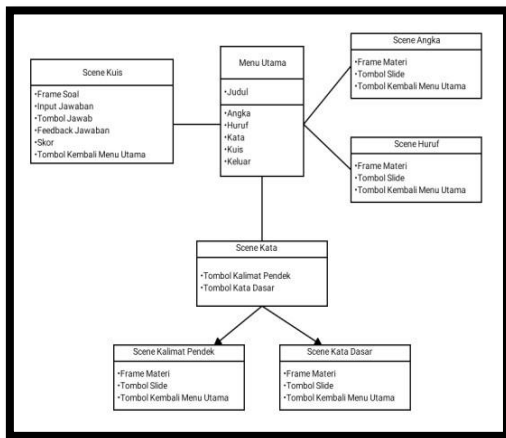 Scene Kuis
•Frame Soal
•Input Jawaban
•Tombol Jawab
•Feedback Jawaban
•Skor
•Tombol Kembali Menu Utama
Menu Utama
•Judul
•Angka
•Huruf
•Kata
•Kuis
•Keluar
Scene Angka
•Frame Materi
•Tombol Slide
•Tombol Kembali Menu Utama
Scene Huruf
•Frame Materi
•Tombol Slide
•Tombol Kembali Menu Utama
Scene Kata
•Tombol Kalimat Pendek
•Tombol Kata Dasar
Scene Kalimat Pendek
•Frame Materi
•Tombol Slide
•Tombol Kembali Menu Utama
Scene Kata Dasar
•Frame Materi
•Tombol Slide
•Tombol Kembali Menu Utama